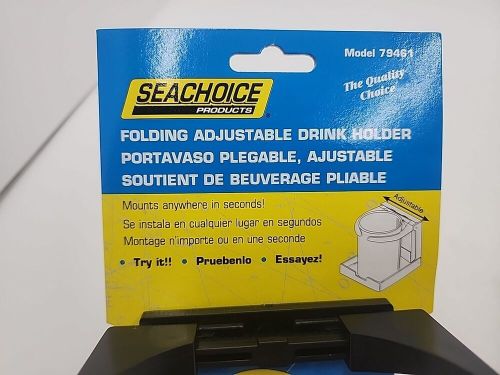 Model 79461
SEACHOICE
PRODUCTS
®
The Quality
Choice
FOLDING ADJUSTABLE DRINK HOLDER
PORTAVASO PLEGABLE, AJUSTABLE
SOUTIENT DE BEUVERAGE PLIABLE
Mounts anywhere in seconds!
Se instala en cualquier lugar en segundos
Montage n'importe ou en une seconde
• Try it!! • Pruebenlo • Essayez!
Adjustable